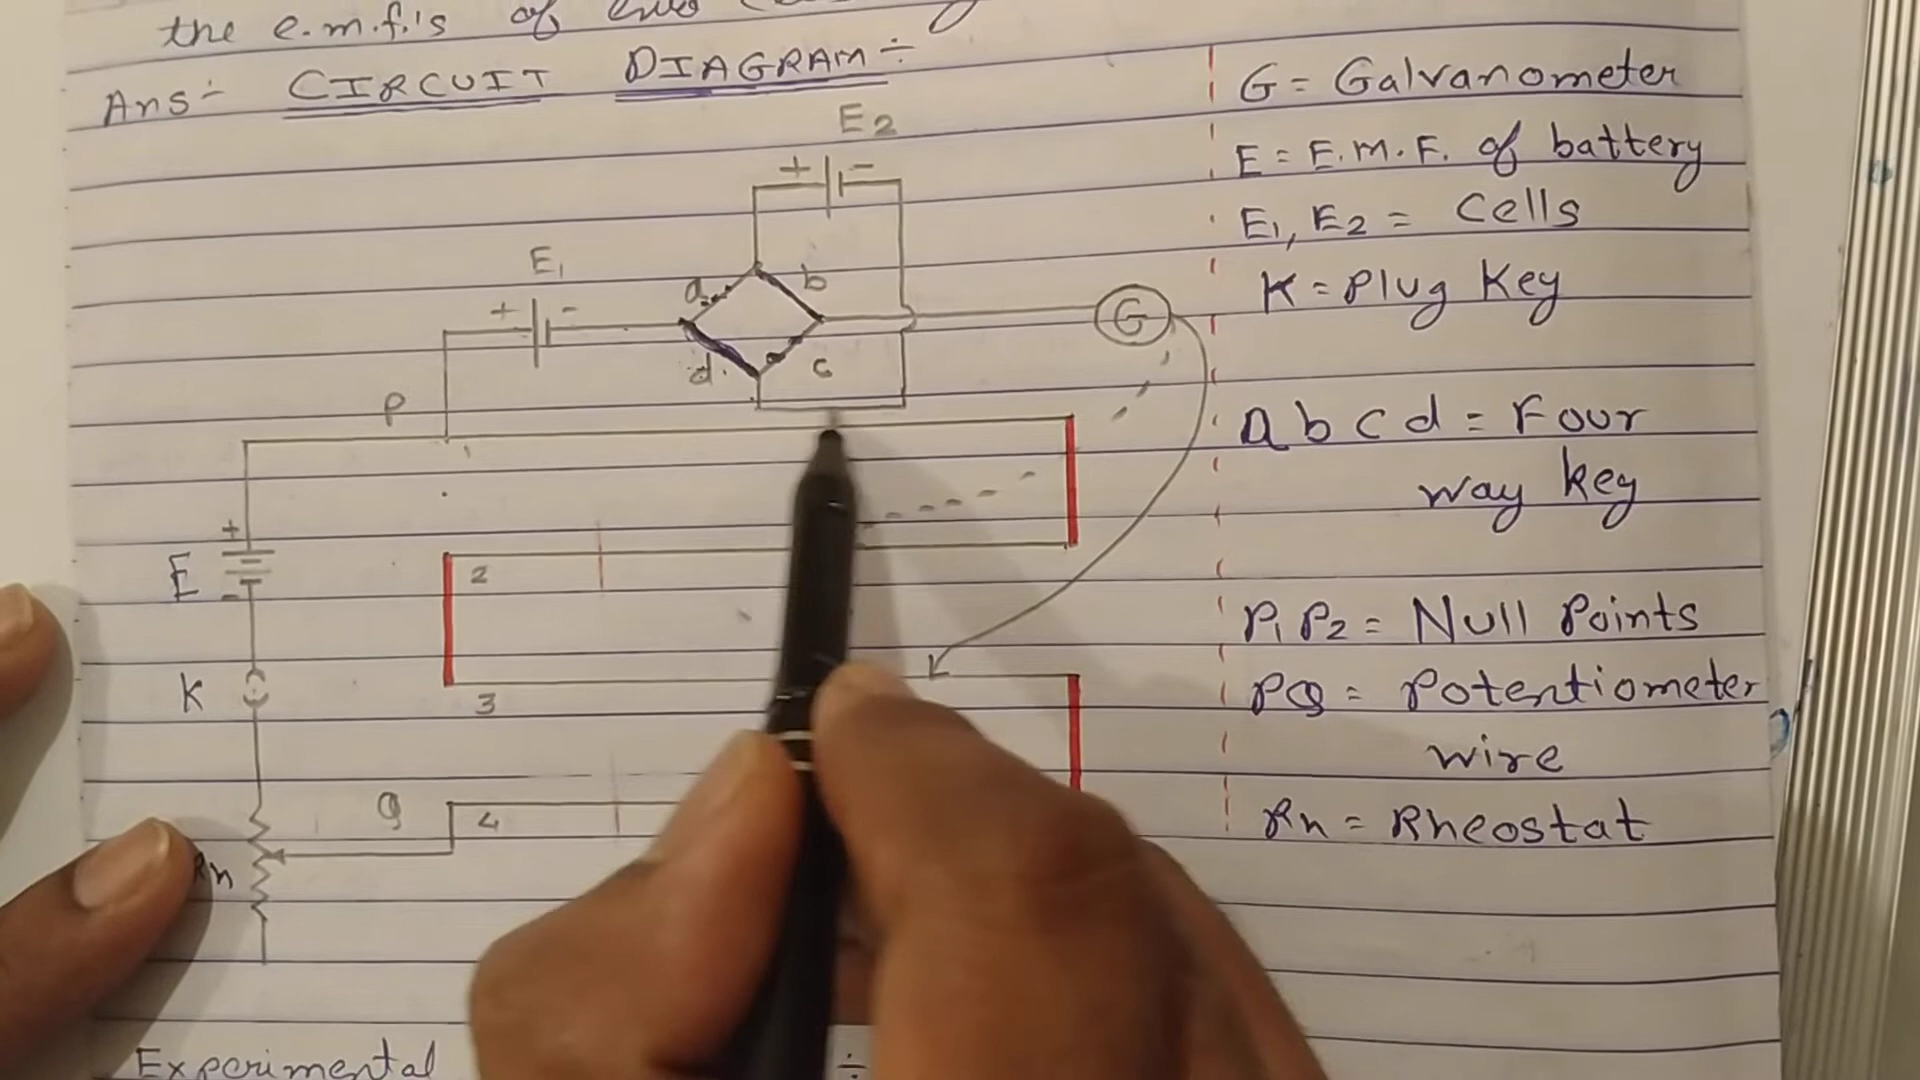 the e.m.f.'s of two
Ans ÷ CIRCUIT DIAGRAM ÷
E2
+ -
E1
+ -
a b
d c
G
P
+
E
-
2
K
3
Q 4
Rh
Experimental ÷
G = Galvanometer
E = E.M.F. of battery
E1, E2 = Cells
K = Plug Key
a b c d = Four
way key
P1 P2 = Null Points
PQ = Potentiometer
wire
Rh = Rheostat